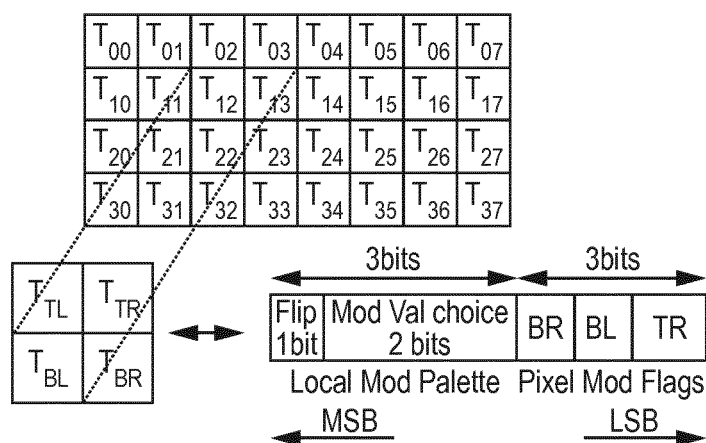 T00 T01 T02 T03 T04 T05 T06 T07
T10 T11 T12 T13 T14 T15 T16 T17
T20 T21 T22 T23 T24 T25 T26 T27
T30 T31 T32 T33 T34 T35 T36 T37
3bits 3bits
TTL TTR
TBL TBR
Flip Mod Val choice BR BL TR
1bit 2 bits
Local Mod Palette Pixel Mod Flags
MSB LSB